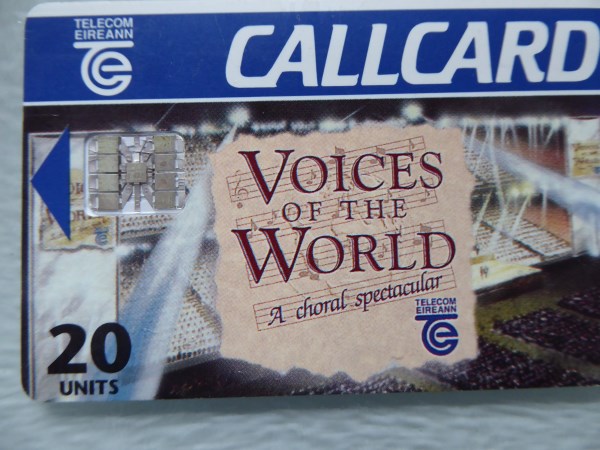 TELECOM
EIREANN
CALLCARD
VOICES
OF THE
WORLD
A choral spectacular
TELECOM
EIREANN
20
UNITS